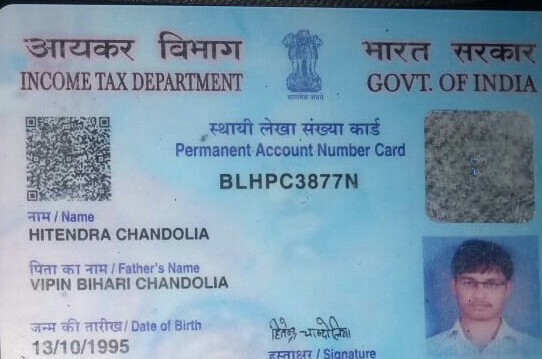 आयकर विभाग
INCOME TAX DEPARTMENT
भारत सरकार
GOVT. OF INDIA
सत्यमेव जयते
स्थायी लेखा संख्या कार्ड
Permanent Account Number Card
BLHPC3877N
नाम / Name
HITENDRA CHANDOLIA
पिता का नाम / Father's Name
VIPIN BIHARI CHANDOLIA
जन्म की तारीख / Date of Birth
13/10/1995
हितेन्द्र चान्दोलिया
हस्ताक्षर / Signature